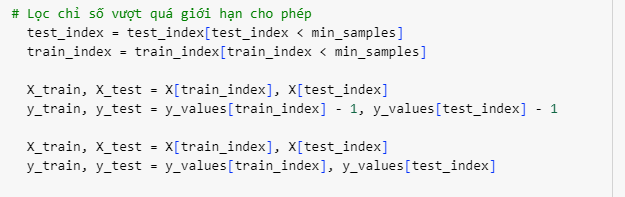 # Lọc chỉ số vượt quá giới hạn cho phép
test_index = test_index[test_index < min_samples]
train_index = train_index[train_index < min_samples]
X_train, X_test = X[train_index], X[test_index]
y_train, y_test = y_values[train_index] - 1, y_values[test_index] - 1
X_train, X_test = X[train_index], X[test_index]
y_train, y_test = y_values[train_index], y_values[test_index]